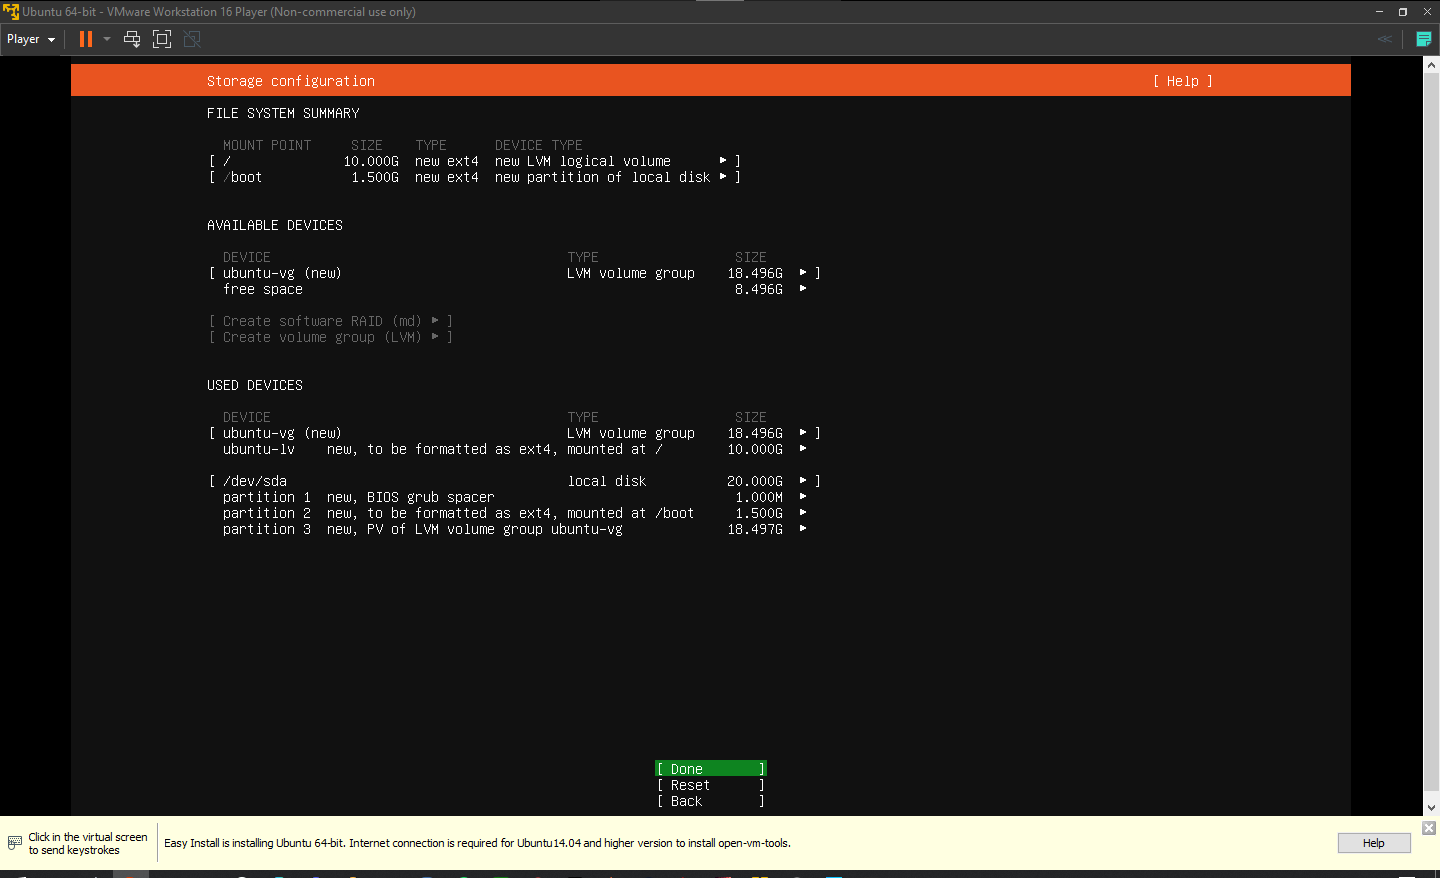 Ubuntu 64-bit - VMware Workstation 16 Player (Non-commercial use only)
Player
Storage configuration [ Help ]
FILE SYSTEM SUMMARY
MOUNT POINT SIZE TYPE DEVICE TYPE
[ / 10.000G new ext4 new LVM logical volume ▸ ]
[ /boot 1.500G new ext4 new partition of local disk ▸ ]
AVAILABLE DEVICES
DEVICE TYPE SIZE
[ ubuntu-vg (new) LVM volume group 18.496G ▸ ]
free space 8.496G ▸
[ Create software RAID (md) ▸ ]
[ Create volume group (LVM) ▸ ]
USED DEVICES
DEVICE TYPE SIZE
[ ubuntu-vg (new) LVM volume group 18.496G ▸ ]
ubuntu-lv new, to be formatted as ext4, mounted at / 10.000G ▸
[ /dev/sda local disk 20.000G ▸ ]
partition 1 new, BIOS grub spacer 1.000M ▸
partition 2 new, to be formatted as ext4, mounted at /boot 1.500G ▸
partition 3 new, PV of LVM volume group ubuntu-vg 18.497G ▸
[ Done ]
[ Reset ]
[ Back ]
Click in the virtual screen
to send keystrokes
Easy Install is installing Ubuntu 64-bit. Internet connection is required for Ubuntu14.04 and higher version to install open-vm-tools.
Help